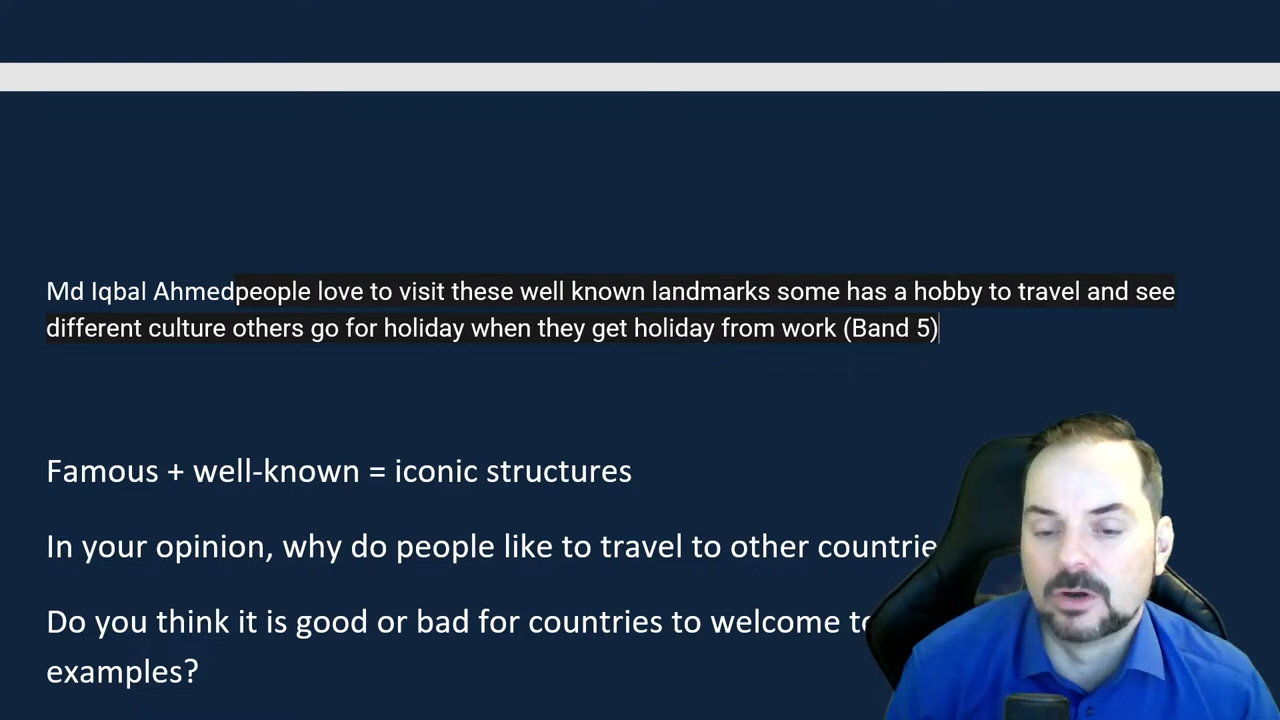 Md Iqbal Ahmedpeople love to visit these well known landmarks some has a hobby to travel and see
different culture others go for holiday when they get holiday from work (Band 5)
Famous + well-known = iconic structures
In your opinion, why do people like to travel to other
Do you think it is good or bad for countries to welcome
examples?